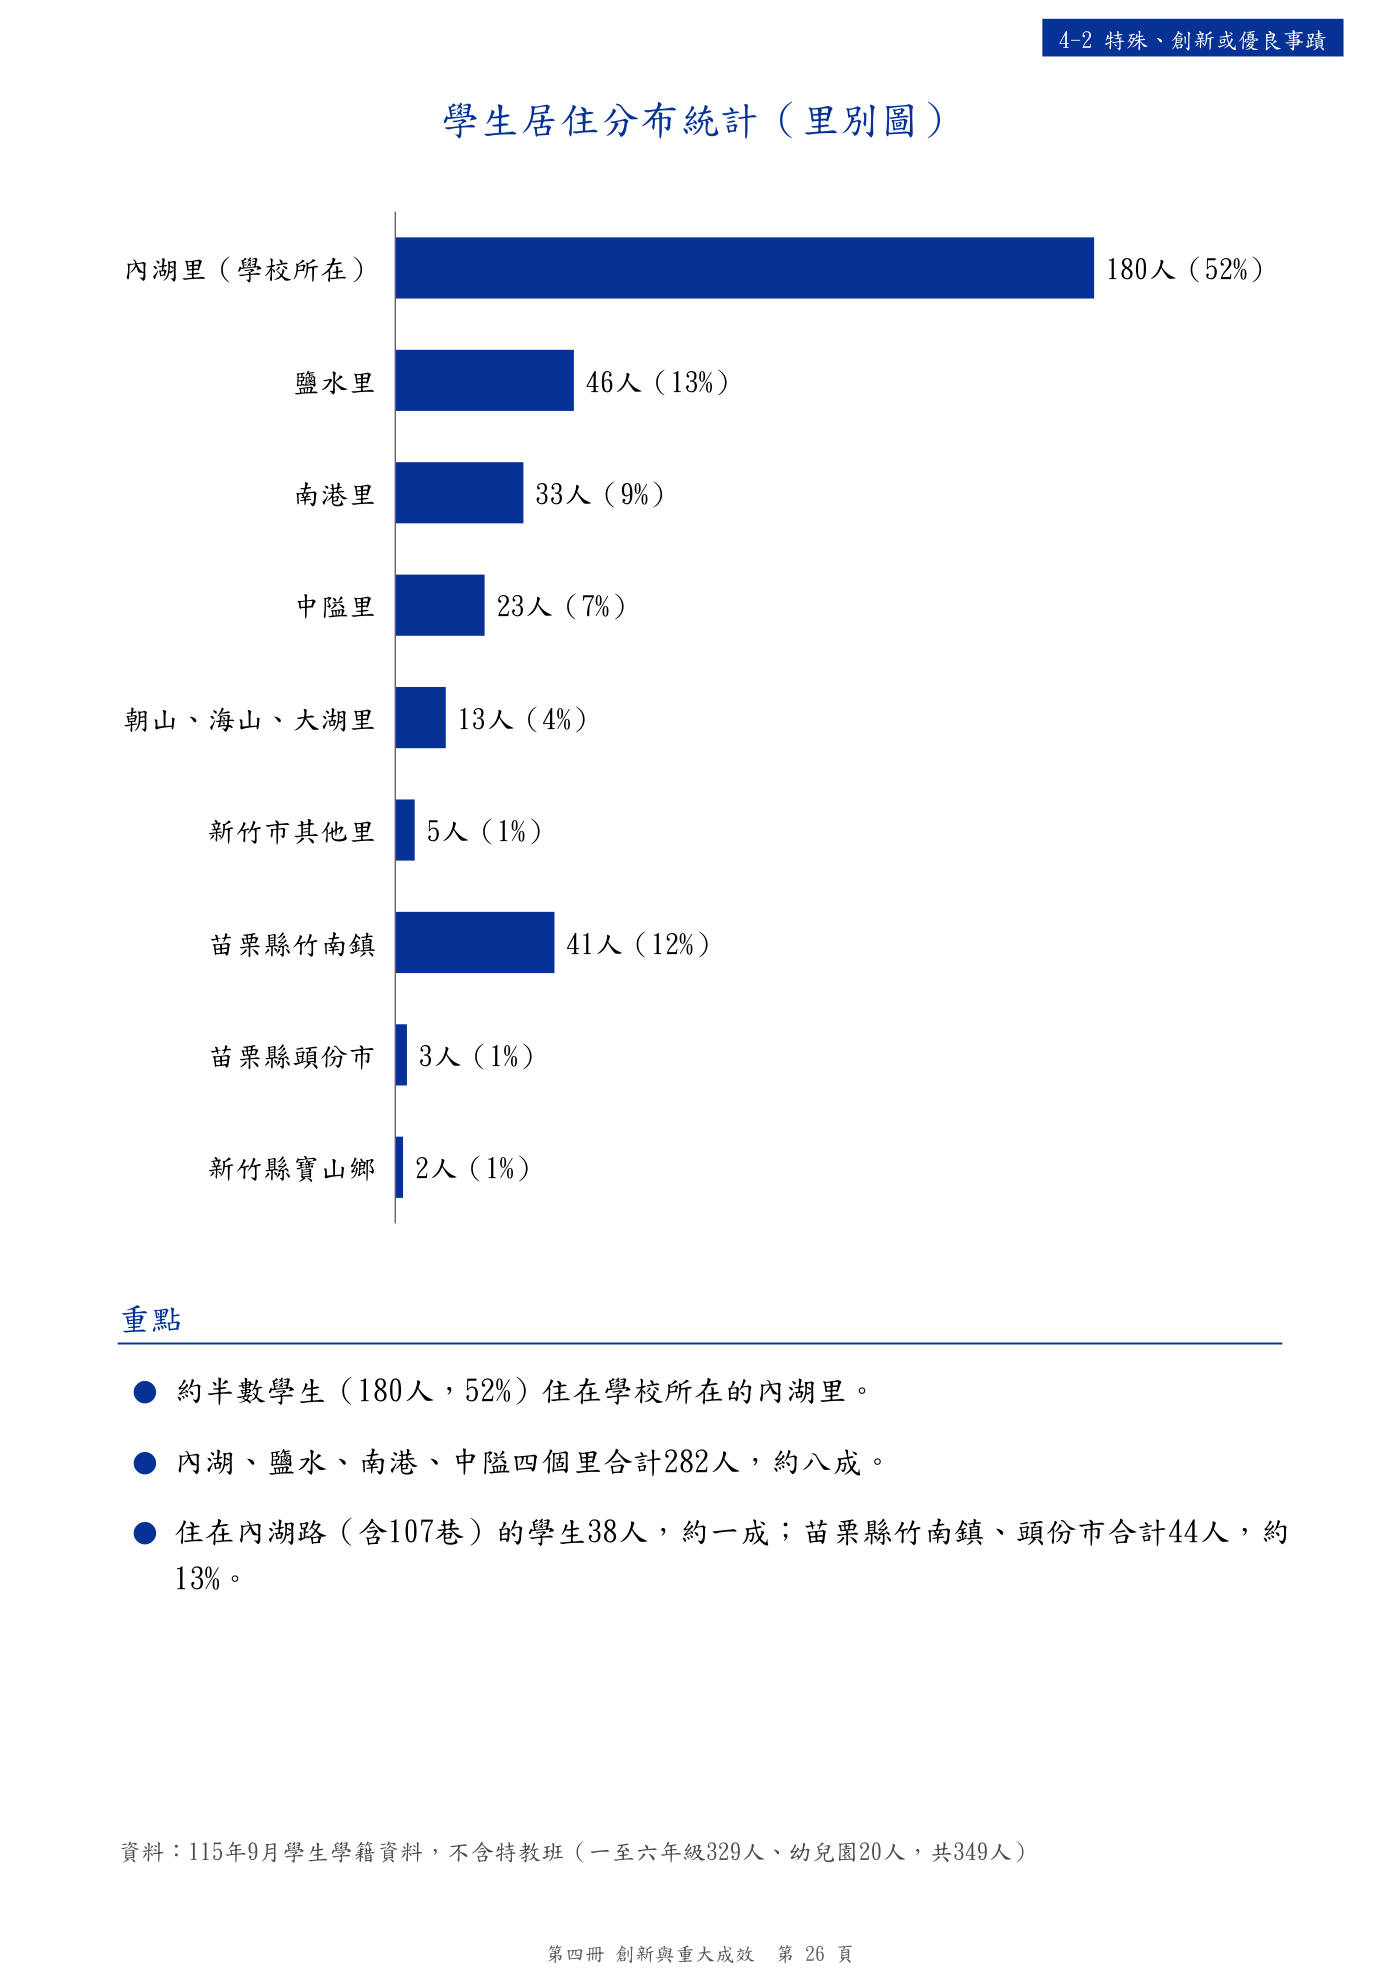 4-2 特殊、創新或優良事蹟
學生居住分布統計（里別圖）
內湖里（學校所在） 180人（52%）
鹽水里 46人（13%）
南港里 33人（9%）
中隘里 23人（7%）
朝山、海山、大湖里 13人（4%）
新竹市其他里 5人（1%）
苗栗縣竹南鎮 41人（12%）
苗栗縣頭份市 3人（1%）
新竹縣寶山鄉 2人（1%）
重點
● 約半數學生（180人，52%）住在學校所在的內湖里。
● 內湖、鹽水、南港、中隘四個里合計282人，約八成。
● 住在內湖路（含107巷）的學生38人，約一成；苗栗縣竹南鎮、頭份市合計44人，約
13%。
資料：115年9月學生學籍資料，不含特教班（一至六年級329人、幼兒園20人，共349人）
第四冊 創新與重大成效 第 26 頁